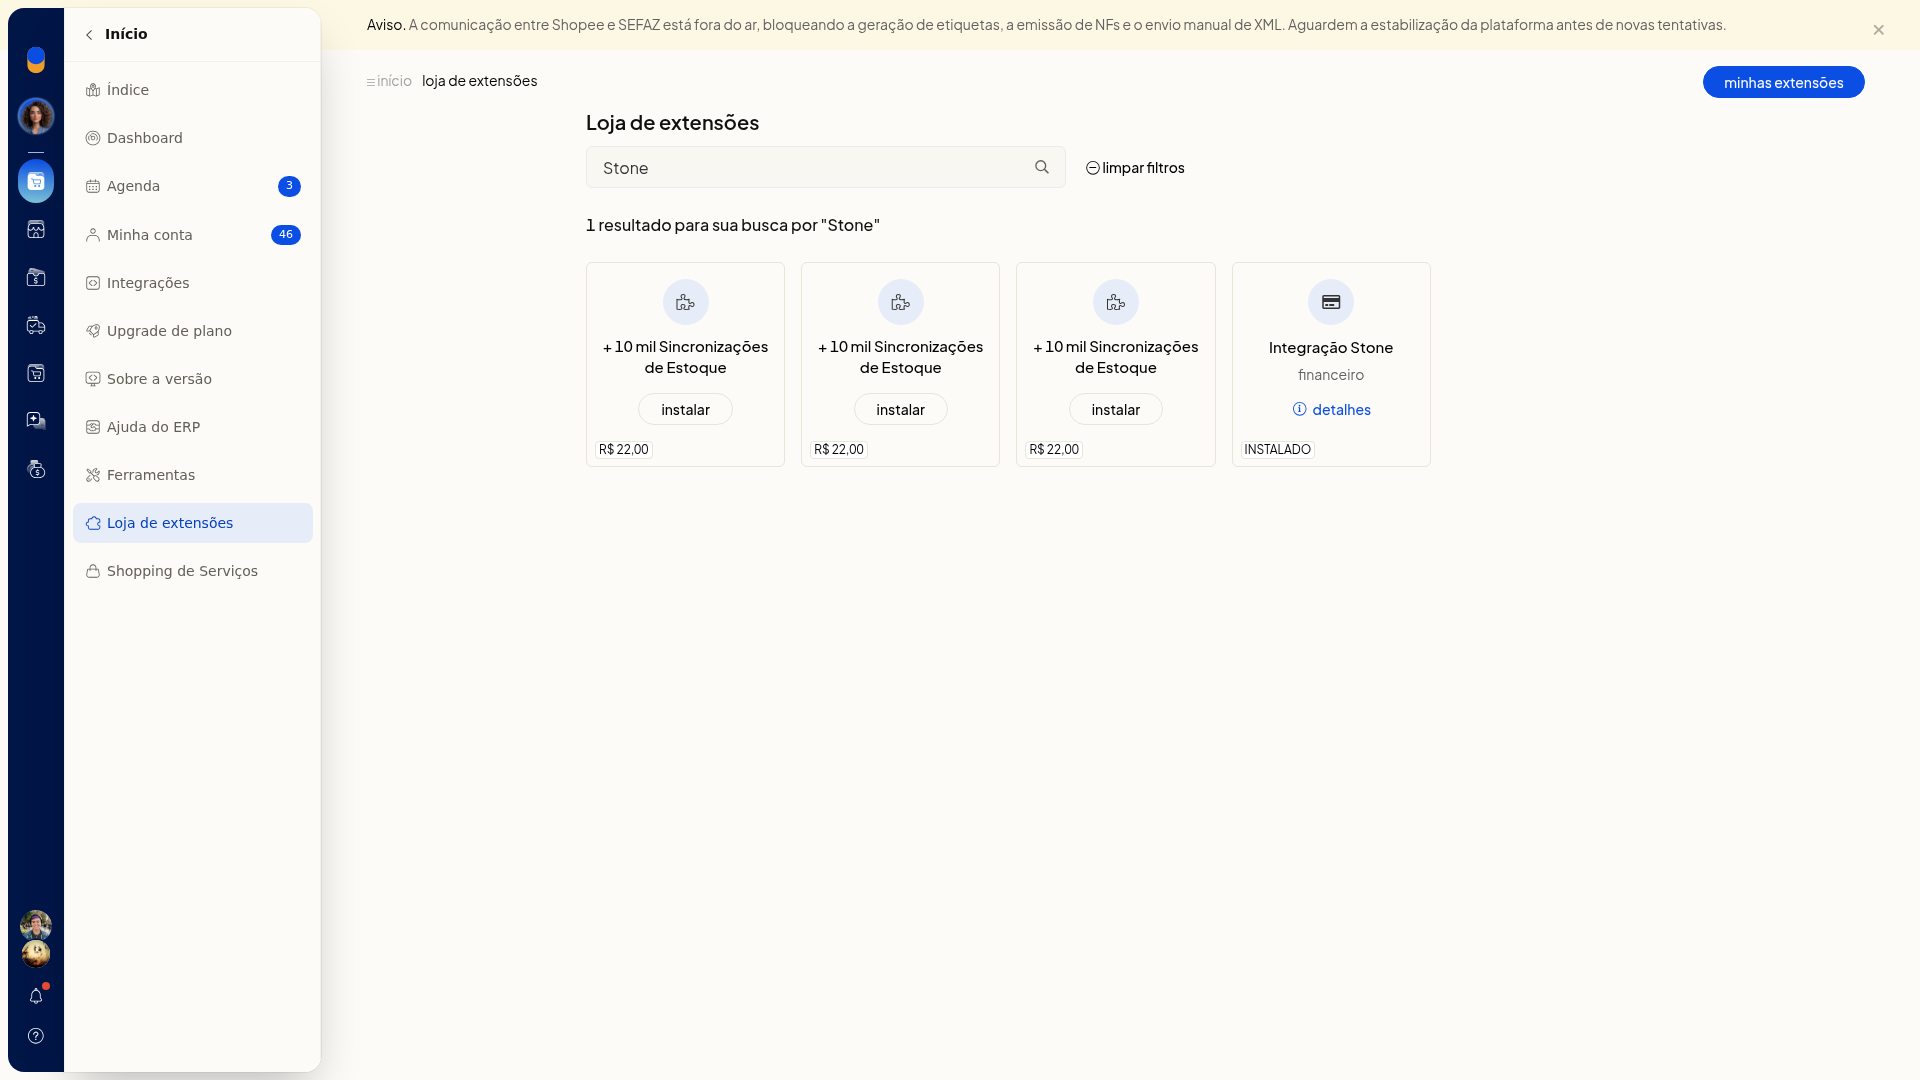 Início
Índice
Dashboard
Agenda
3
Minha conta
46
Integrações
Upgrade de plano
Sobre a versão
Ajuda do ERP
Ferramentas
Loja de extensões
Shopping de Serviços
Aviso. A comunicação entre Shopee e SEFAZ está fora do ar, bloqueando a geração de etiquetas, a emissão de NFs e o envio manual de XML. Aguardem a estabilização da plataforma antes de novas tentativas.
início loja de extensões
minhas extensões
Loja de extensões
Stone
limpar filtros
1 resultado para sua busca por "Stone"
+ 10 mil Sincronizações
de Estoque
instalar
R$ 22,00
+ 10 mil Sincronizações
de Estoque
instalar
R$ 22,00
+ 10 mil Sincronizações
de Estoque
instalar
R$ 22,00
Integração Stone
financeiro
detalhes
INSTALADO